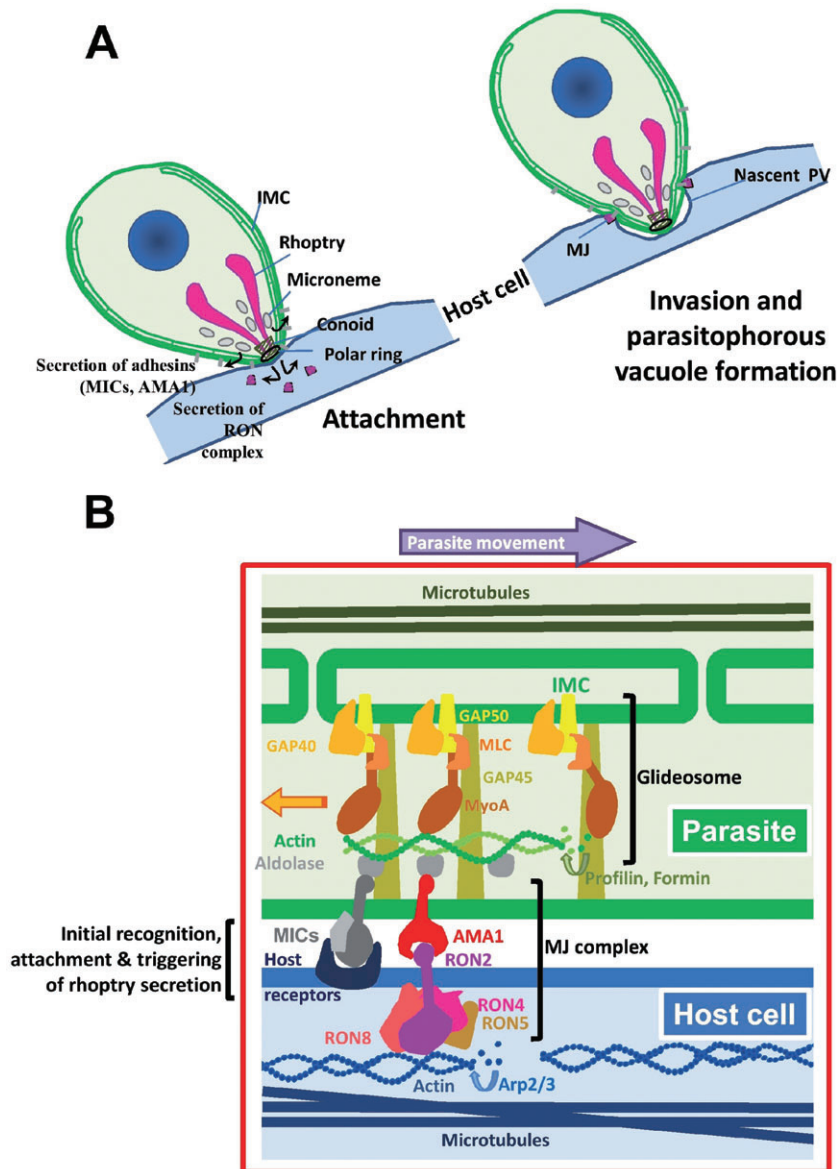 A
IMC
Rhoptry
Microneme
Conoid
Polar ring
Secretion of adhesins
(MICs, AMA1)
Secretion of
RON
complex
Attachment
Host cell
Nascent PV
MJ
Invasion and
parasitophorous
vacuole formation
B
Parasite movement
Microtubules
IMC
GAP50
GAP40
MLC
GAP45
MyoA
Glideosome
Parasite
Actin
Aldolase
Profilin, Formin
Initial recognition,
attachment & triggering
of rhoptry secretion
MICs
Host
receptors
AMA1
RON2
MJ complex
RON4
RON5
RON8
Host cell
Actin
Arp2/3
Microtubules